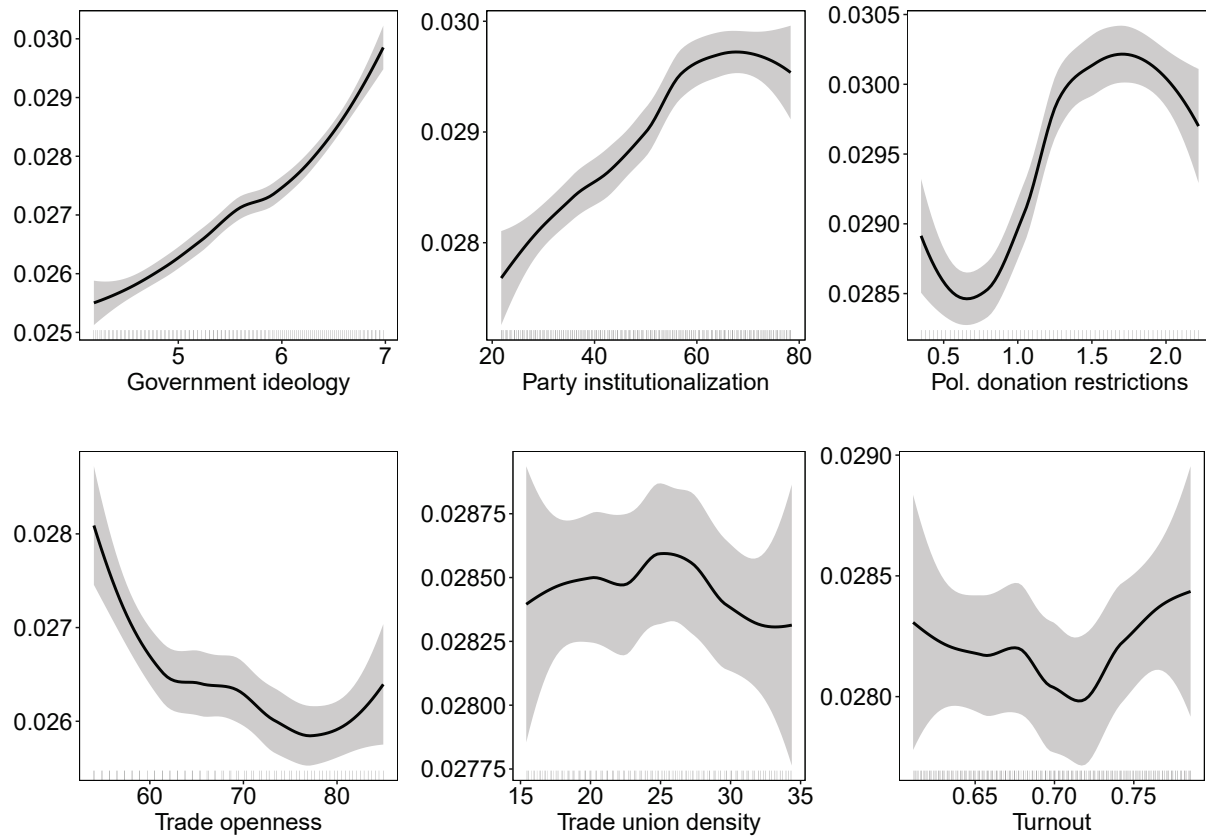 0.030
0.029
0.028
0.027
0.026
0.025
5 6 7
Government ideology
0.030
0.029
0.028
20 40 60 80
Party institutionalization
0.0305
0.0300
0.0295
0.0290
0.0285
0.5 1.0 1.5 2.0
Pol. donation restrictions
0.028
0.027
0.026
60 70 80
Trade openness
0.02875
0.02850
0.02825
0.02800
0.02775
15 20 25 30 35
Trade union density
0.0290
0.0285
0.0280
0.65 0.70 0.75
Turnout